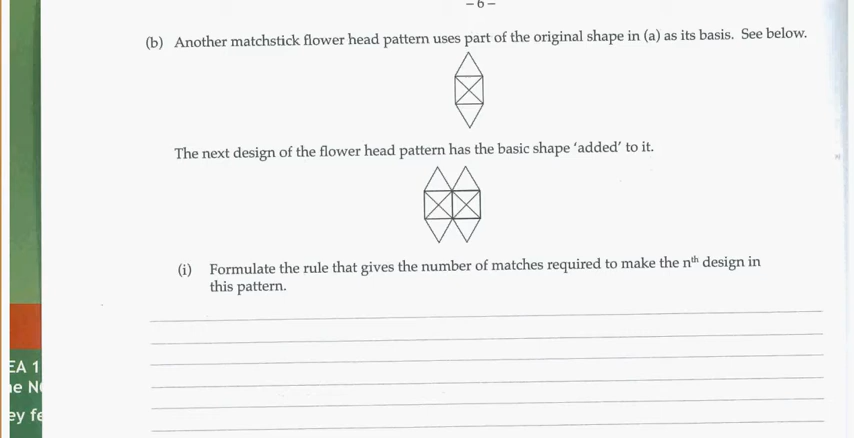 – 6 –
(b) Another matchstick flower head pattern uses part of the original shape in (a) as its basis. See below.
The next design of the flower head pattern has the basic shape 'added' to it.
(i) Formulate the rule that gives the number of matches required to make the nth design in
this pattern.
EA 1
ey fe